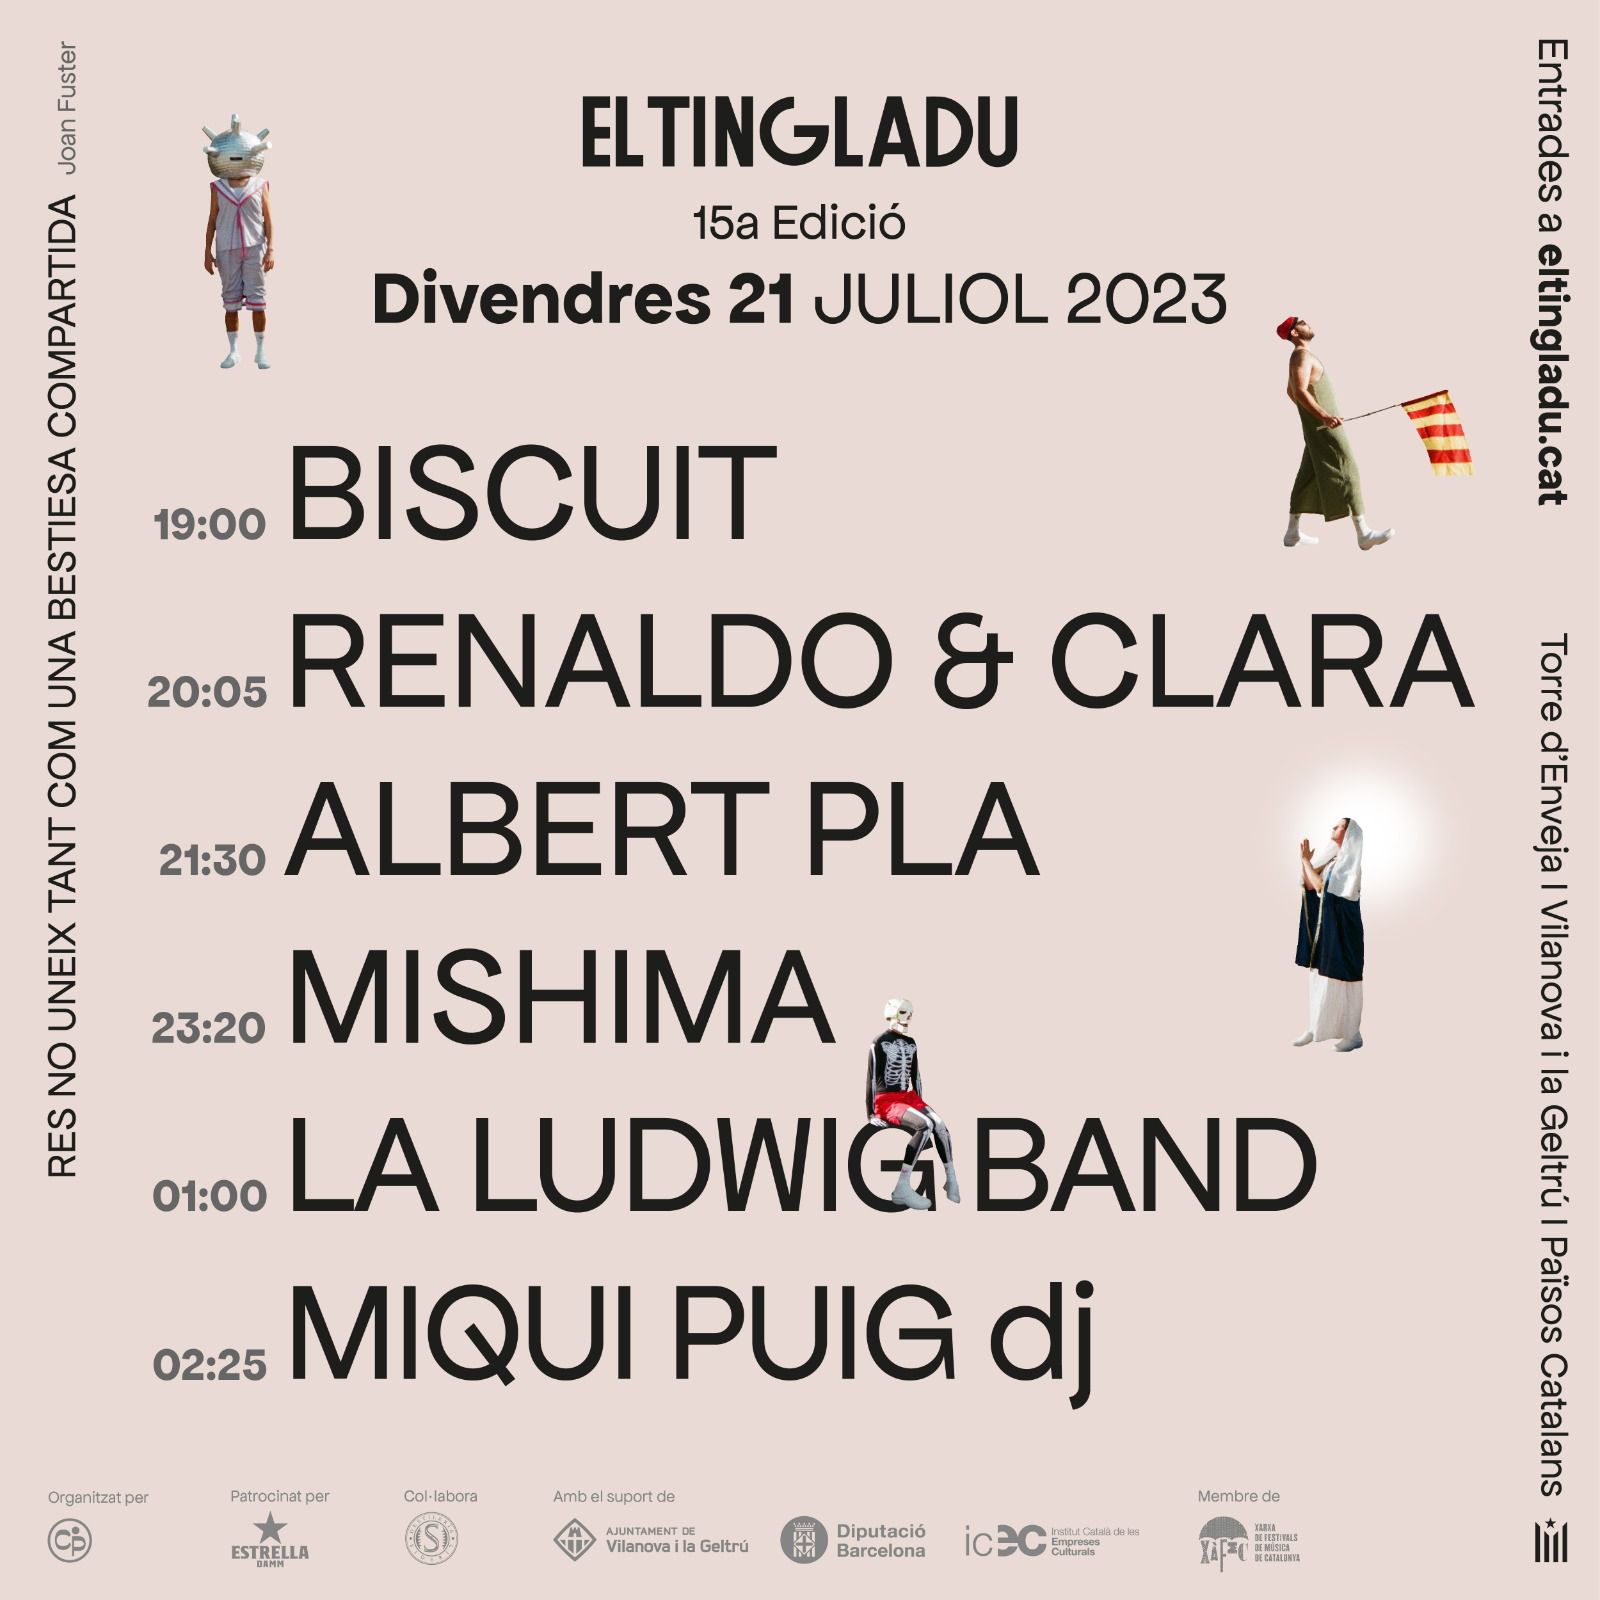 ELTINGLADU
15a Edició
Divendres 21 JULIOL 2023
19:00 BISCUIT
20:05 RENALDO & CLARA
21:30 ALBERT PLA
23:20 MISHIMA
01:00 LA LUDWIG BAND
02:25 MIQUI PUIG dj
RES NO UNEIX TANT COM UNA BESTIESA COMPARTIDA Joan Fuster
Entrades a eltingladu.cat
Torre d'Enveja I Vilanova i la Geltrú I Països Catalans
Organitzat per
cp
Patrocinat per
ESTRELLA
DAMM
Col·labora
S
Amb el suport de
AJUNTAMENT DE
Vilanova i la Geltrú
Diputació
Barcelona
icec
Institut Català de les
Empreses
Culturals
Membre de
XAFMC
XARXA
DE FESTIVALS
DE MÚSICA
DE CATALUNYA